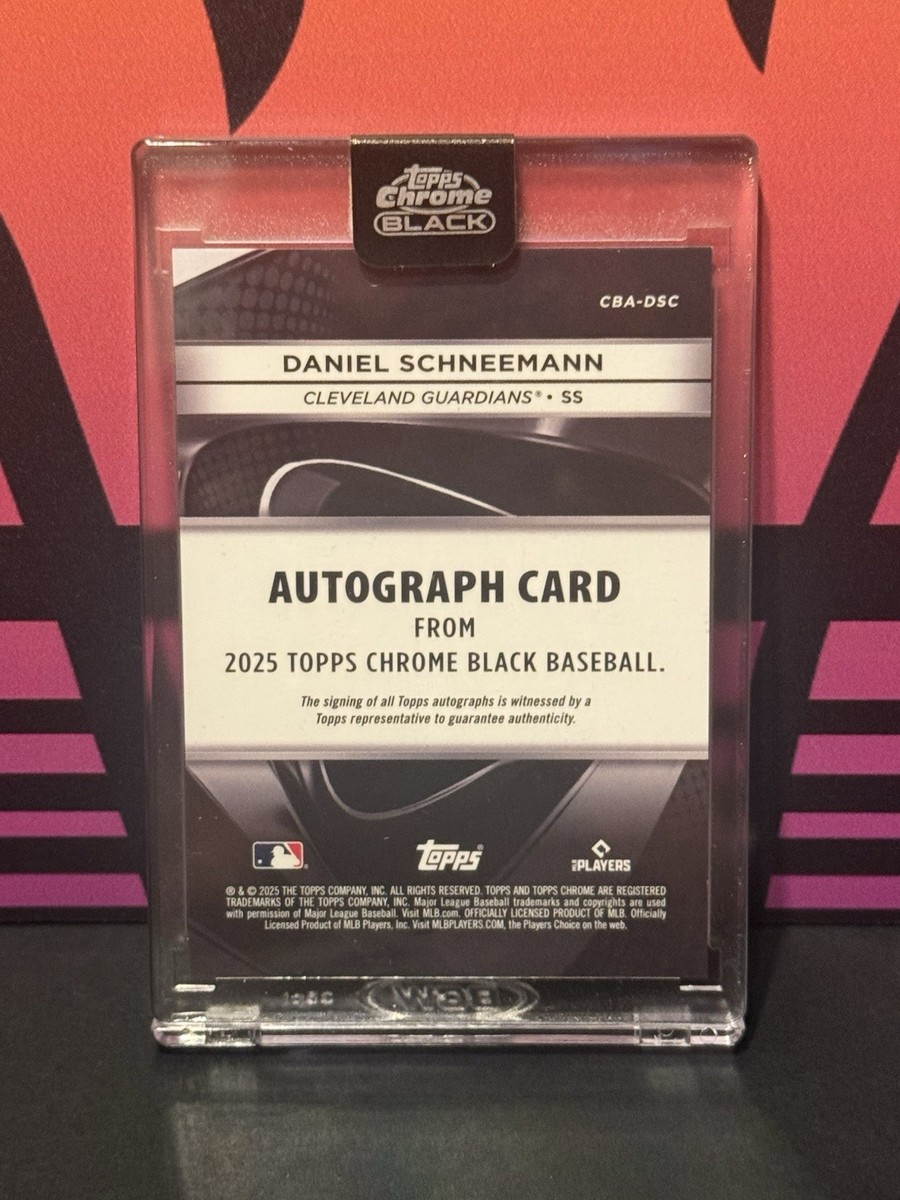 Topps
Chrome
BLACK
CBA-DSC
DANIEL SCHNEEMANN
CLEVELAND GUARDIANS® • SS
AUTOGRAPH CARD
FROM
2025 TOPPS CHROME BLACK BASEBALL.
The signing of all Topps autographs is witnessed by a
Topps representative to guarantee authenticity.
Topps®
PLAYERS
® & © 2025 THE TOPPS COMPANY, INC. ALL RIGHTS RESERVED. TOPPS AND TOPPS CHROME ARE REGISTERED
TRADEMARKS OF THE TOPPS COMPANY, INC. Major League Baseball trademarks and copyrights are used
with permission of Major League Baseball. Visit MLB.com. OFFICIALLY LICENSED PRODUCT OF MLB. Officially
Licensed Product of MLB Players, Inc. Visit MLBPLAYERS.COM, the Players Choice on the web.